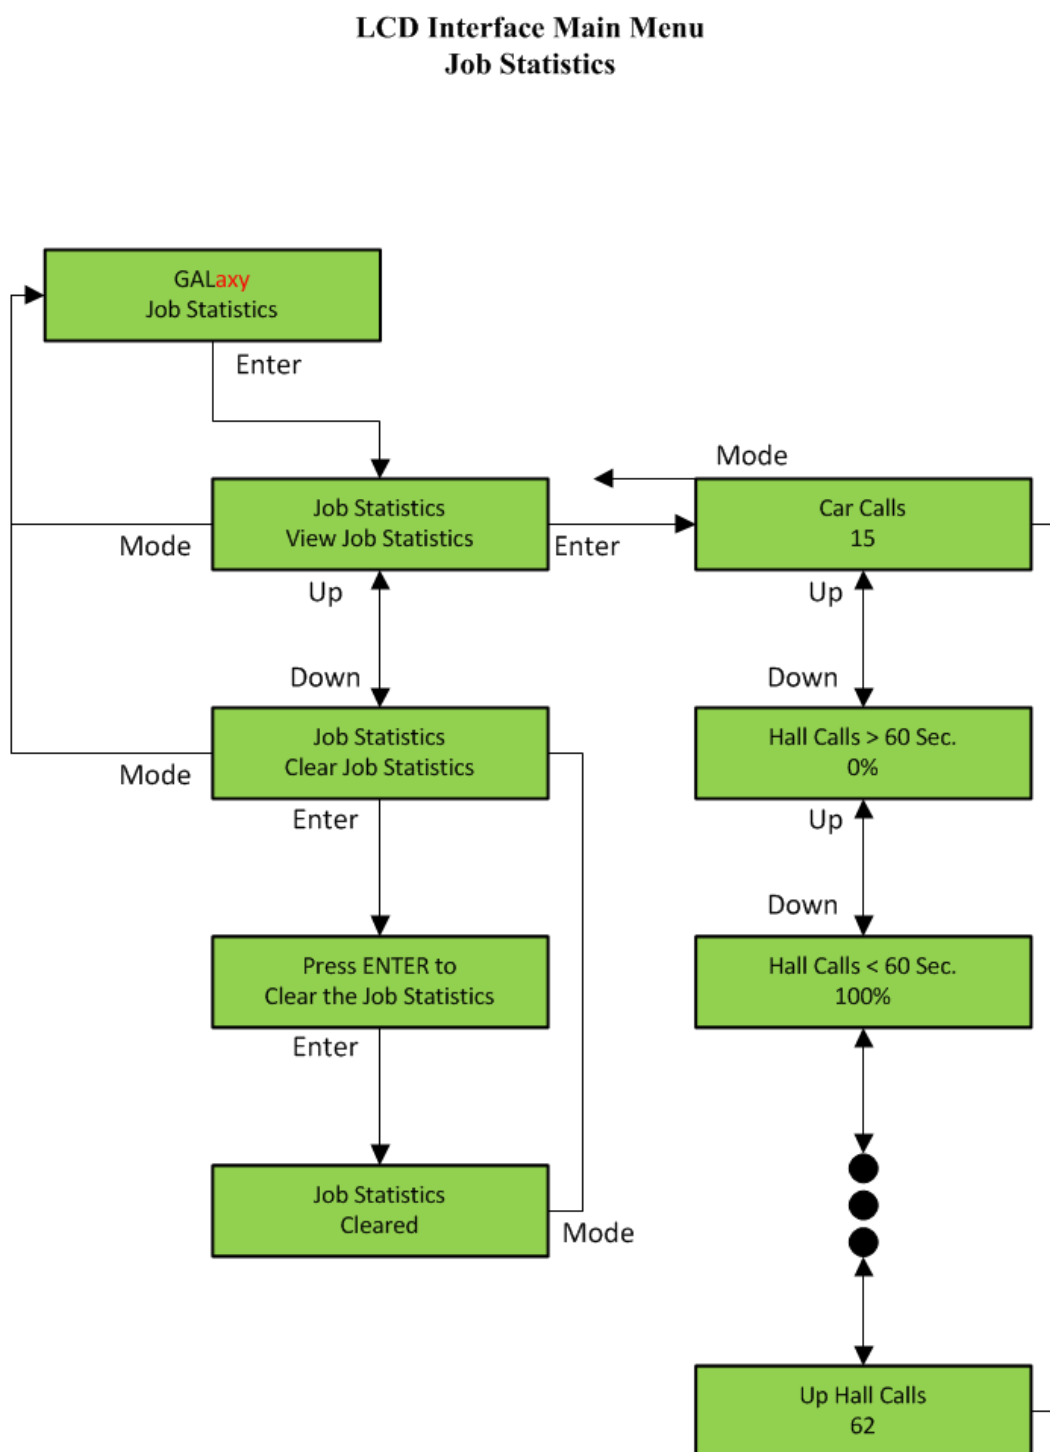 LCD Interface Main Menu
Job Statistics
GALaxy
Job Statistics
Enter
Mode
Job Statistics
View Job Statistics
Car Calls
15
Mode
Enter
Up
Up
Down
Down
Job Statistics
Clear Job Statistics
Hall Calls > 60 Sec.
0%
Mode
Enter
Up
Down
Press ENTER to
Clear the Job Statistics
Hall Calls < 60 Sec.
100%
Enter
Job Statistics
Cleared
Mode
Up Hall Calls
62